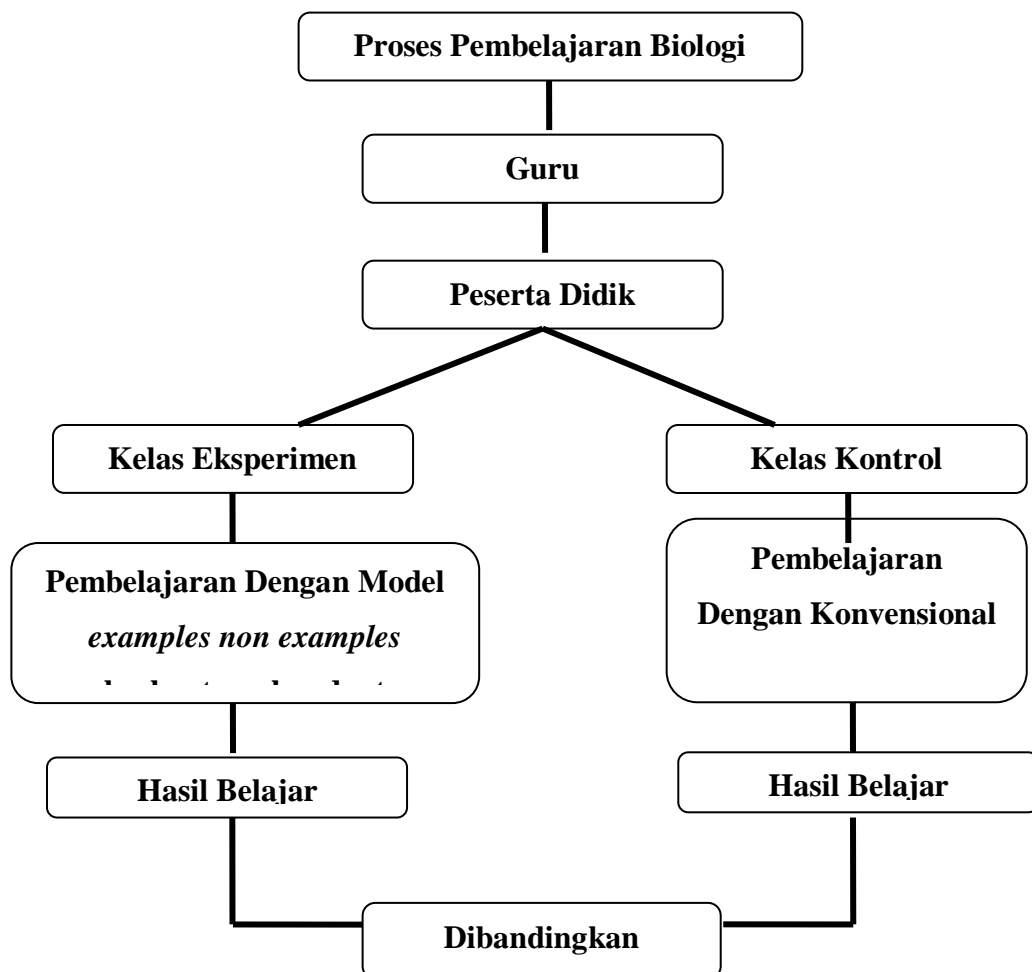 Proses Pembelajaran Biologi
Guru
Peserta Didik
Kelas Eksperimen
Kelas Kontrol
Pembelajaran Dengan Model
examples non examples
Pembelajaran
Dengan Konvensional
Hasil Belajar
Hasil Belajar
Dibandingkan